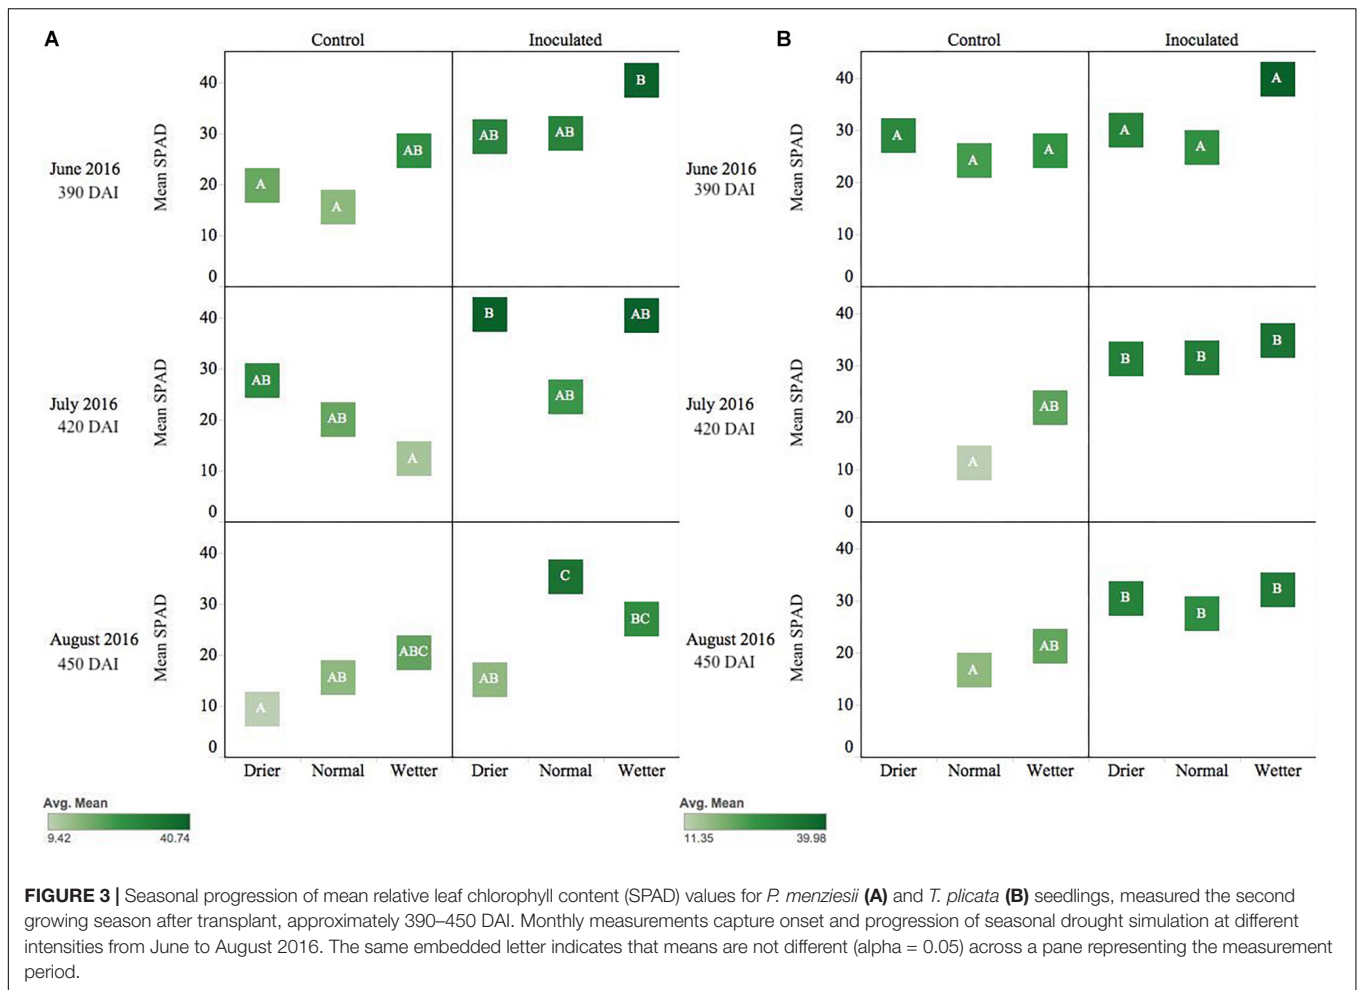 A
Control
Inoculated
June 2016
390 DAI
Mean SPAD
40
30
20
10
0
A
A
AB
AB
AB
B
July 2016
420 DAI
Mean SPAD
40
30
20
10
0
AB
AB
A
B
AB
AB
August 2016
450 DAI
Mean SPAD
40
30
20
10
0
A
AB
ABC
AB
C
BC
Drier Normal Wetter Drier Normal Wetter
Avg. Mean
9.42 40.74
B
Control
Inoculated
June 2016
390 DAI
Mean SPAD
40
30
20
10
0
A
A
A
A
A
A
July 2016
420 DAI
Mean SPAD
40
30
20
10
0
A
AB
B
B
B
August 2016
450 DAI
Mean SPAD
40
30
20
10
0
A
AB
B
B
B
Drier Normal Wetter Drier Normal Wetter
Avg. Mean
11.35 39.98
FIGURE 3 | Seasonal progression of mean relative leaf chlorophyll content (SPAD) values for P. menziesii (A) and T. plicata (B) seedlings, measured the second
growing season after transplant, approximately 390–450 DAI. Monthly measurements capture onset and progression of seasonal drought simulation at different
intensities from June to August 2016. The same embedded letter indicates that means are not different (alpha = 0.05) across a pane representing the measurement
period.